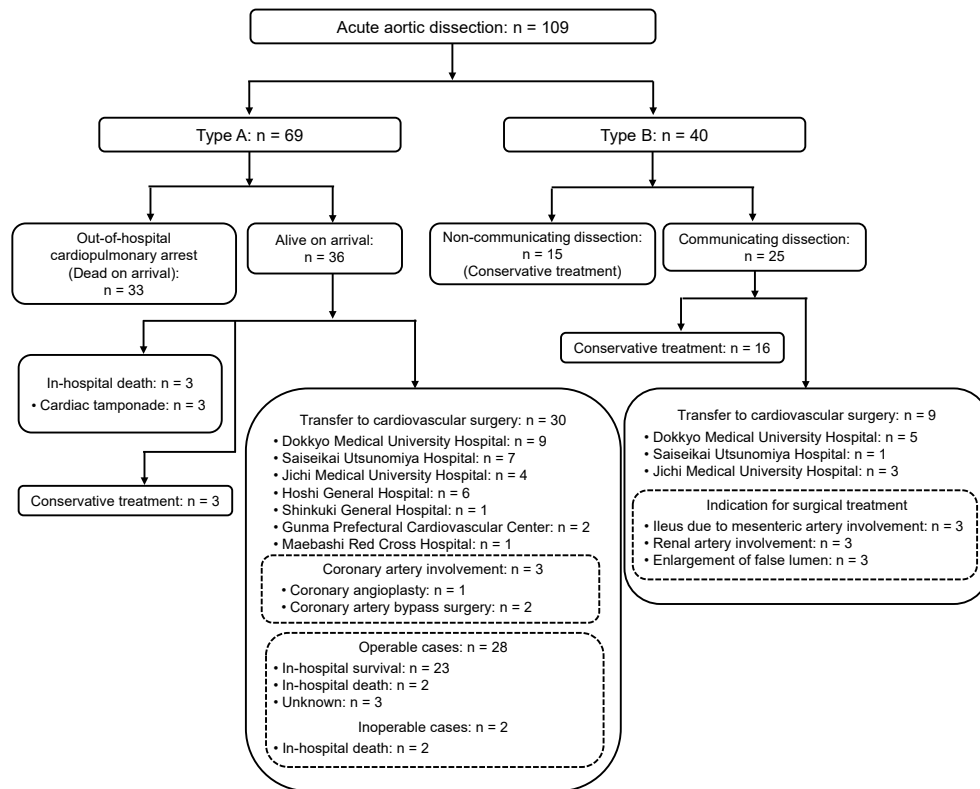 Acute aortic dissection: n = 109
Type A: n = 69
Type B: n = 40
Out-of-hospital
cardiopulmonary arrest
(Dead on arrival):
n = 33
Alive on arrival:
n = 36
Non-communicating dissection:
n = 15
(Conservative treatment)
Communicating dissection:
n = 25
In-hospital death: n = 3
• Cardiac tamponade: n = 3
Conservative treatment: n = 3
Transfer to cardiovascular surgery: n = 30
• Dokkyo Medical University Hospital: n = 9
• Saiseikai Utsunomiya Hospital: n = 7
• Jichi Medical University Hospital: n = 4
• Hoshi General Hospital: n = 6
• Shinkuki General Hospital: n = 1
• Gunma Prefectural Cardiovascular Center: n = 2
• Maebashi Red Cross Hospital: n = 1
Coronary artery involvement: n = 3
• Coronary angioplasty: n = 1
• Coronary artery bypass surgery: n = 2
Operable cases: n = 28
• In-hospital survival: n = 23
• In-hospital death: n = 2
• Unknown: n = 3
Inoperable cases: n = 2
• In-hospital death: n = 2
Conservative treatment: n = 16
Transfer to cardiovascular surgery: n = 9
• Dokkyo Medical University Hospital: n = 5
• Saiseikai Utsunomiya Hospital: n = 1
• Jichi Medical University Hospital: n = 3
Indication for surgical treatment
• Ileus due to mesenteric artery involvement: n = 3
• Renal artery involvement: n = 3
• Enlargement of false lumen: n = 3